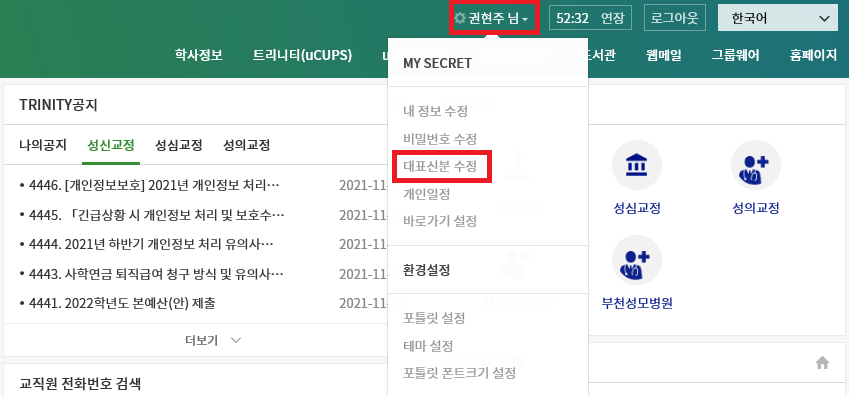 권현주 님
52:32 연장
로그아웃
한국어
학사정보
트리니티(uCUPS)
도서관
웹메일
그룹웨어
홈페이지
TRINITY공지
나의공지 성신교정 성심교정 성의교정
• 4446. [개인정보보호] 2021년 개인정보 처리… 2021-11-
• 4445. 「긴급상황 시 개인정보 처리 및 보호수… 2021-11-
• 4444. 2021년 하반기 개인정보 처리 유의사… 2021-11-
• 4443. 사학연금 퇴직급여 청구 방식 및 유의사… 2021-11-
• 4441. 2022학년도 본예산(안) 제출 2021-11-
더보기
교직원 전화번호 검색
MY SECRET
내 정보 수정
비밀번호 수정
대표신분 수정
개인일정
바로가기 설정
환경설정
포틀릿 설정
테마 설정
포틀릿 폰트크기 설정
성심교정
성의교정
부천성모병원